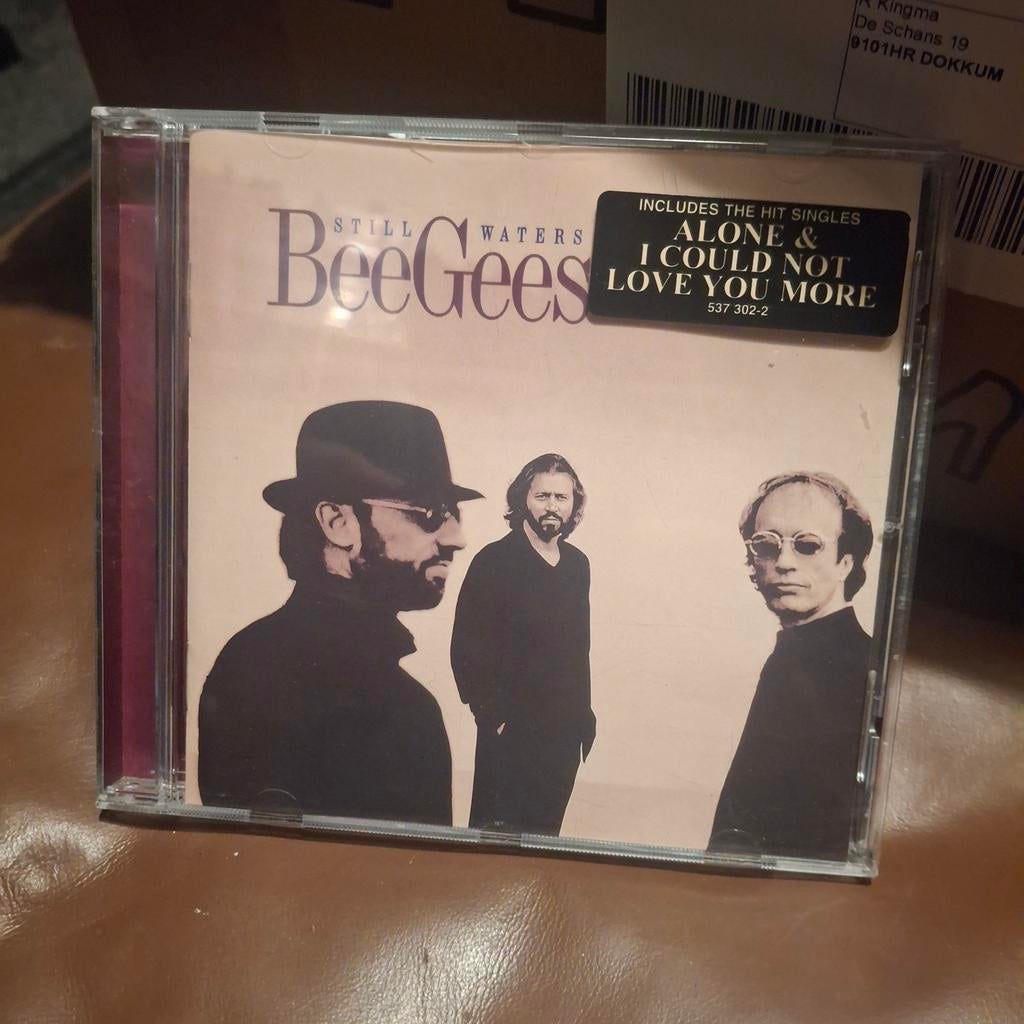 R Kingma
De Schans 19
9101HR DOKKUM
STILL WATERS
BeeGees
INCLUDES THE HIT SINGLES
ALONE &
I COULD NOT
LOVE YOU MORE
537 302-2